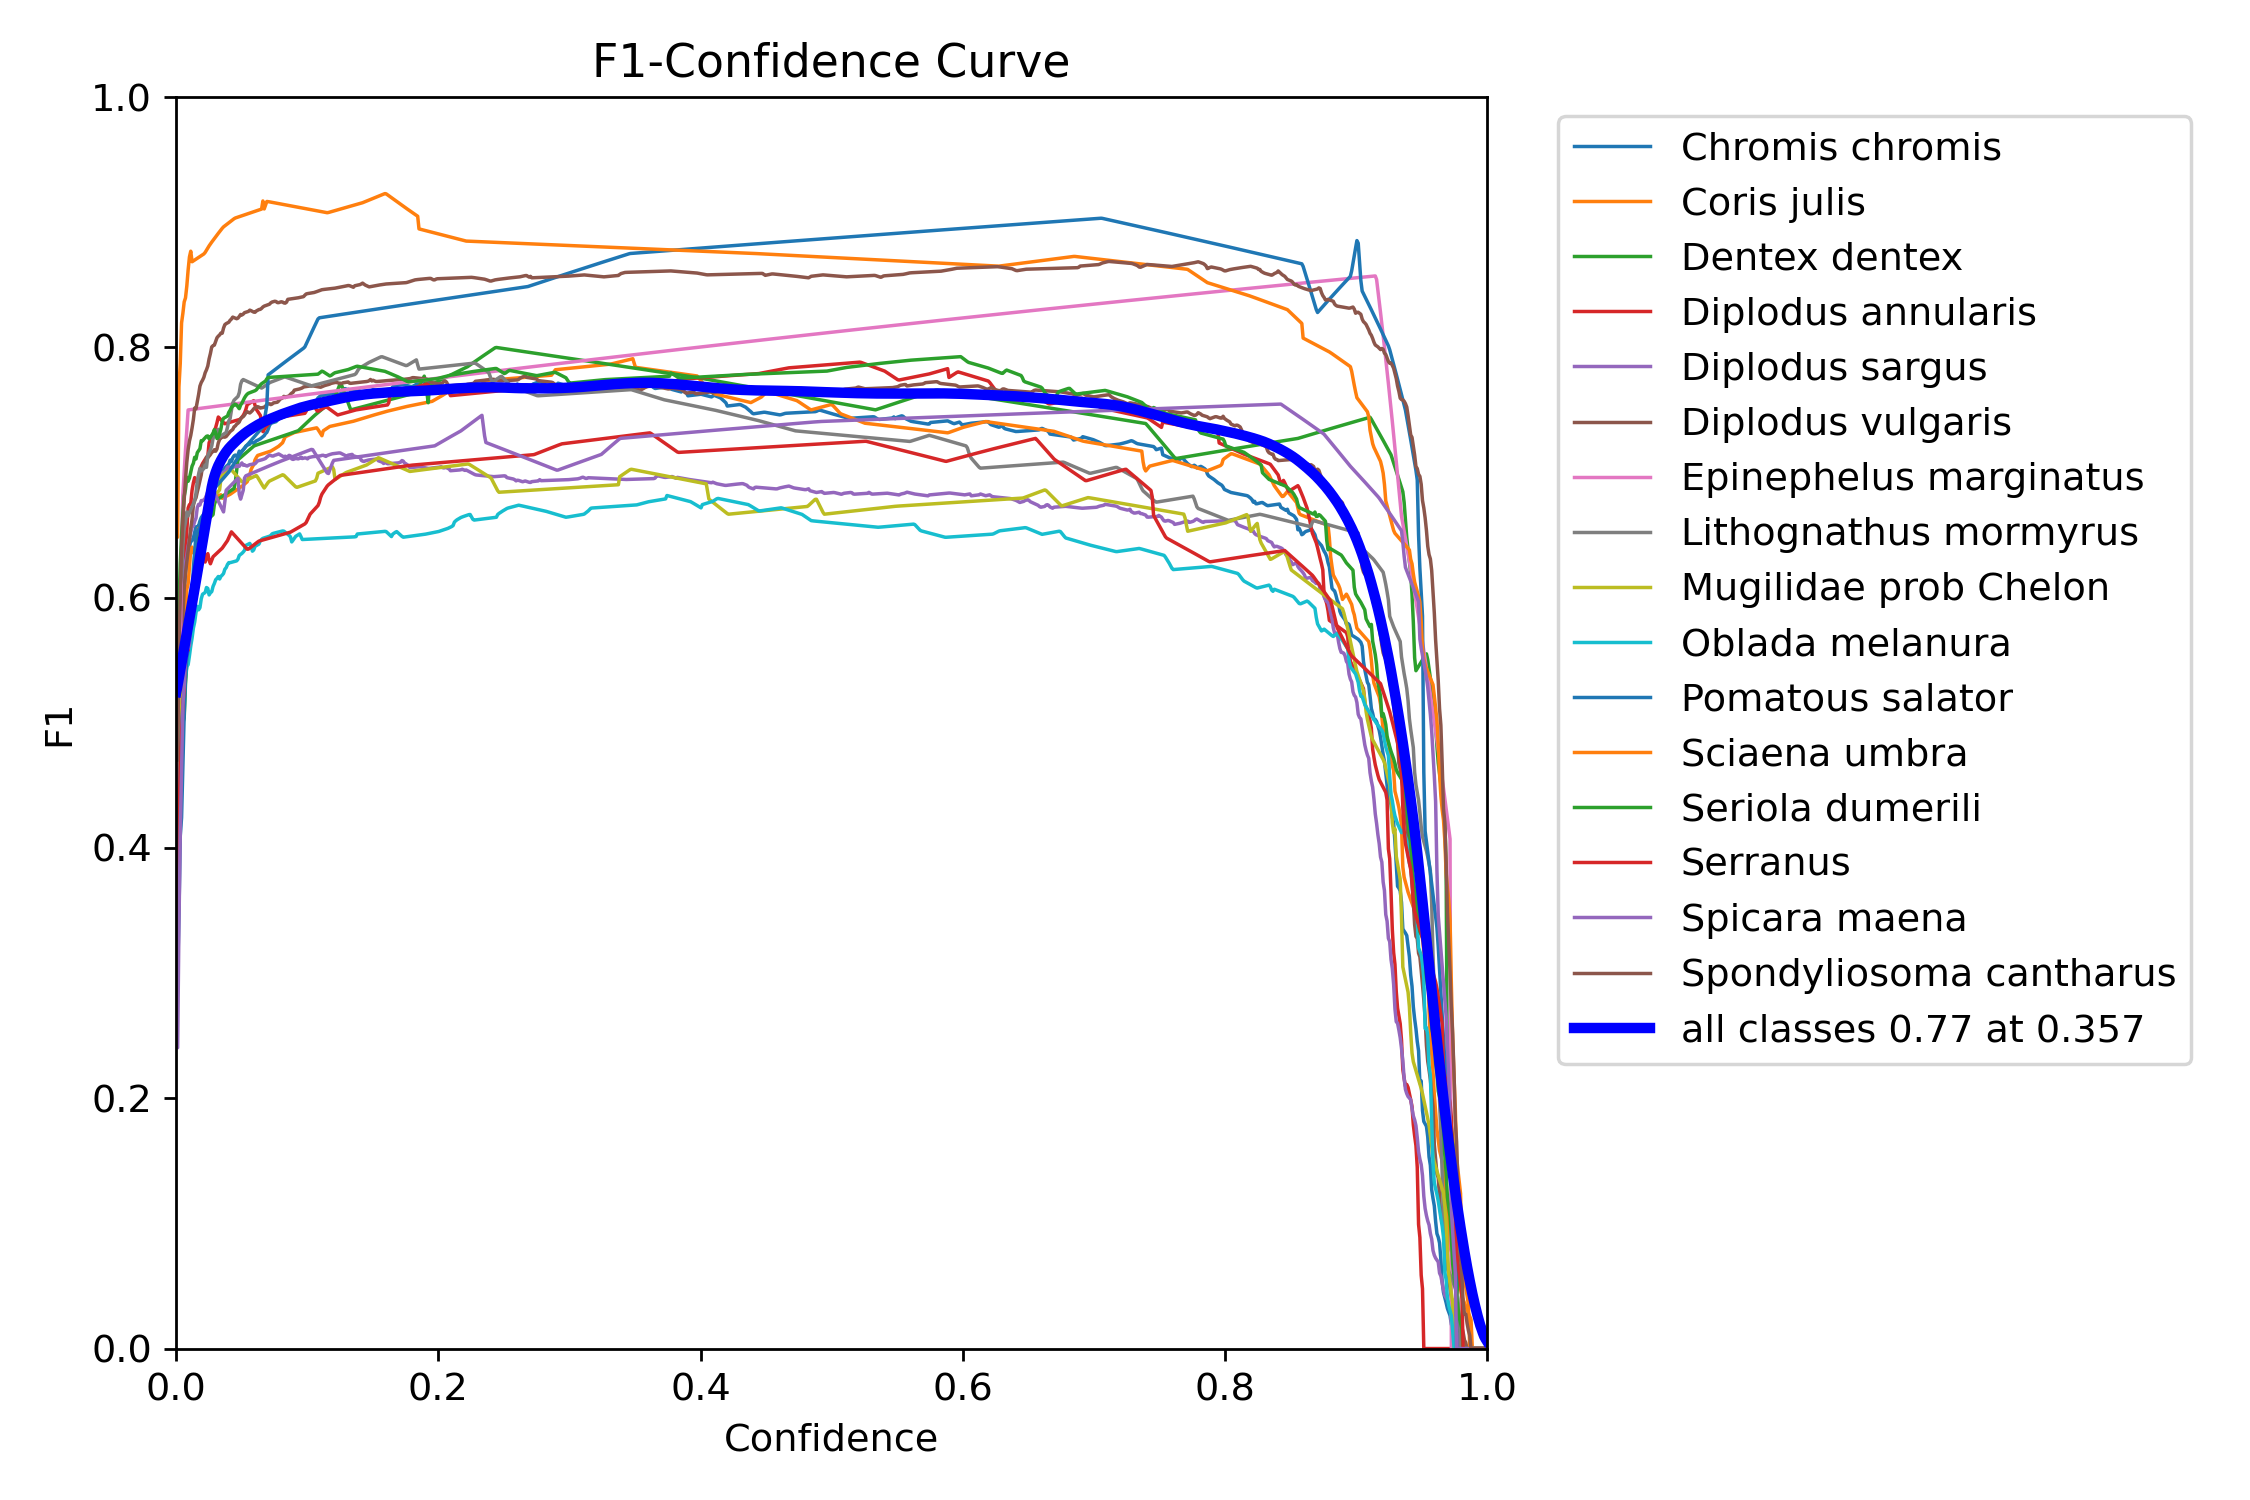 F1-Confidence Curve
1.0
0.8
0.6
0.4
0.2
0.0
F1
0.0 0.2 0.4 0.6 0.8 1.0
Confidence
Chromis chromis
Coris julis
Dentex dentex
Diplodus annularis
Diplodus sargus
Diplodus vulgaris
Epinephelus marginatus
Lithognathus mormyrus
Mugilidae prob Chelon
Oblada melanura
Pomatous salator
Sciaena umbra
Seriola dumerili
Serranus
Spicara maena
Spondyliosoma cantharus
all classes 0.77 at 0.357